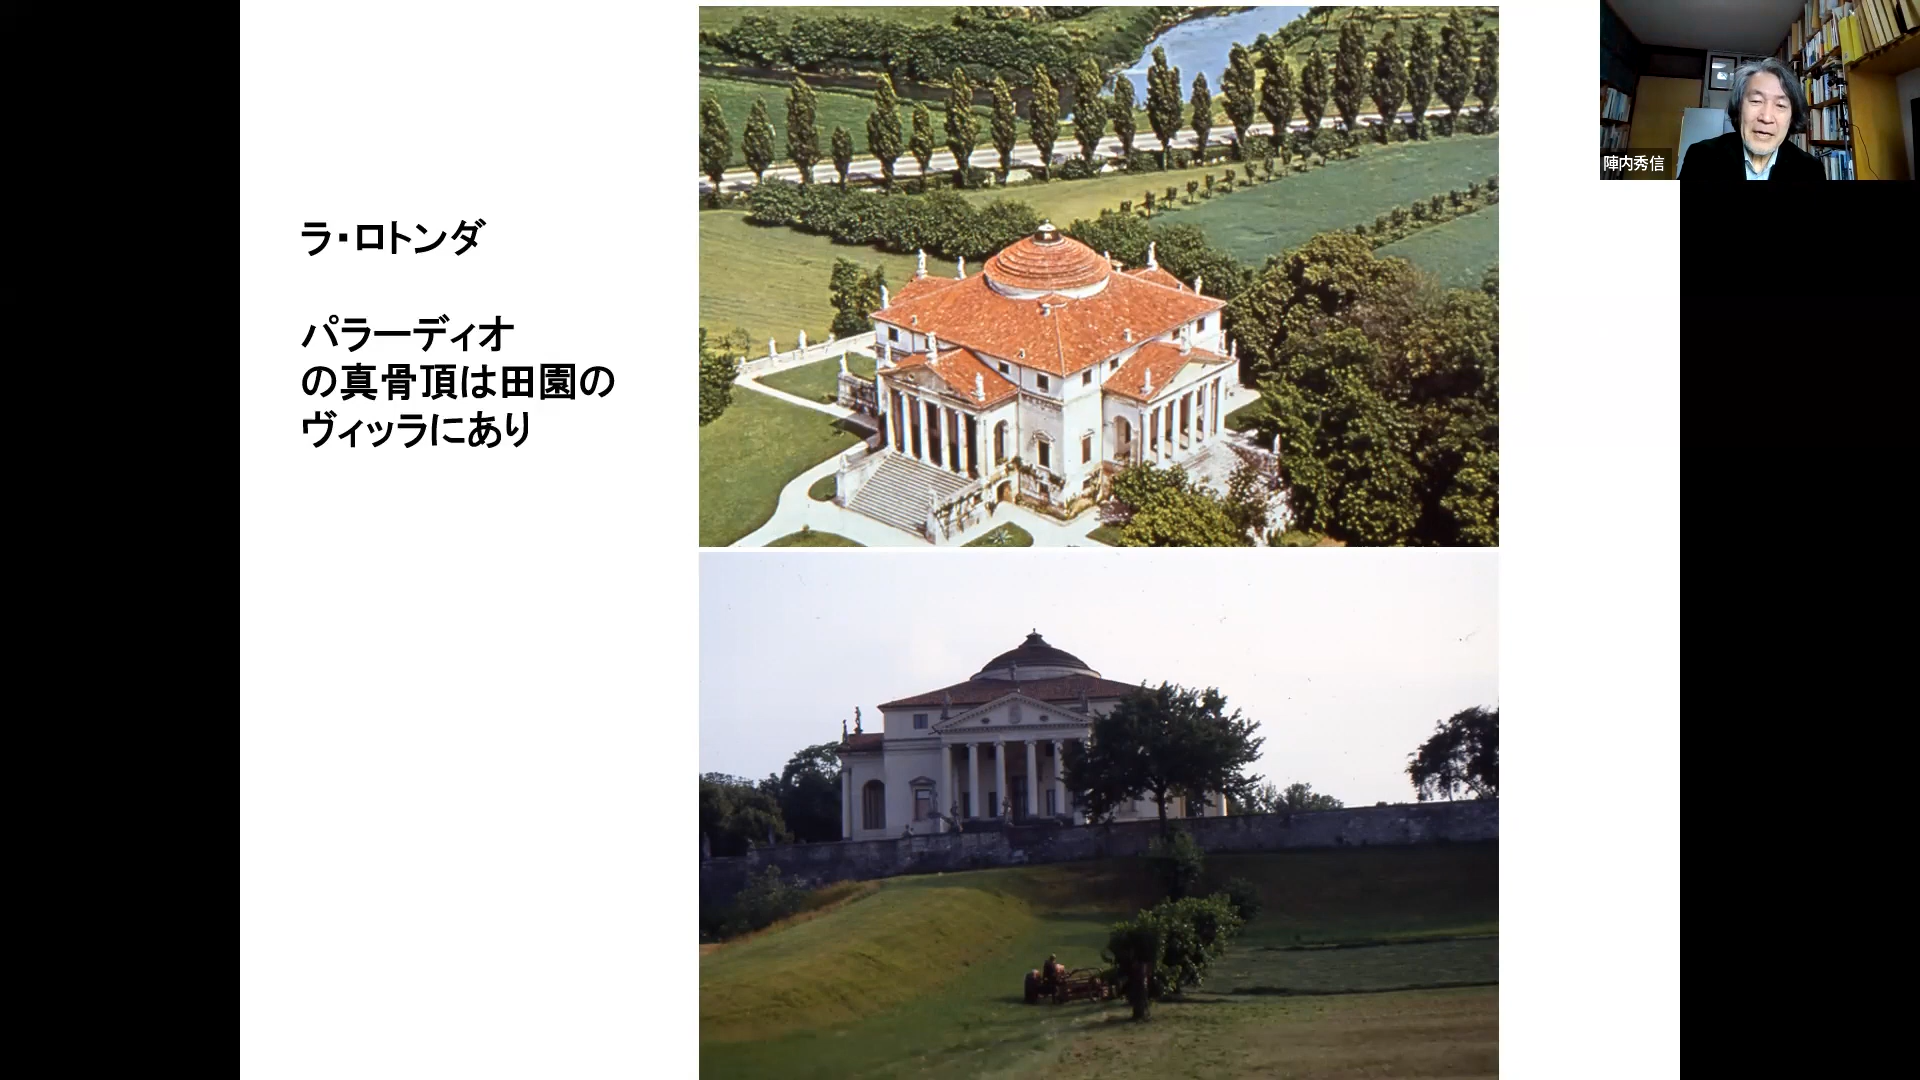 ラ・ロトンダ
パラーディオ
の真骨頂は田園の
ヴィッラにあり
陣内秀信